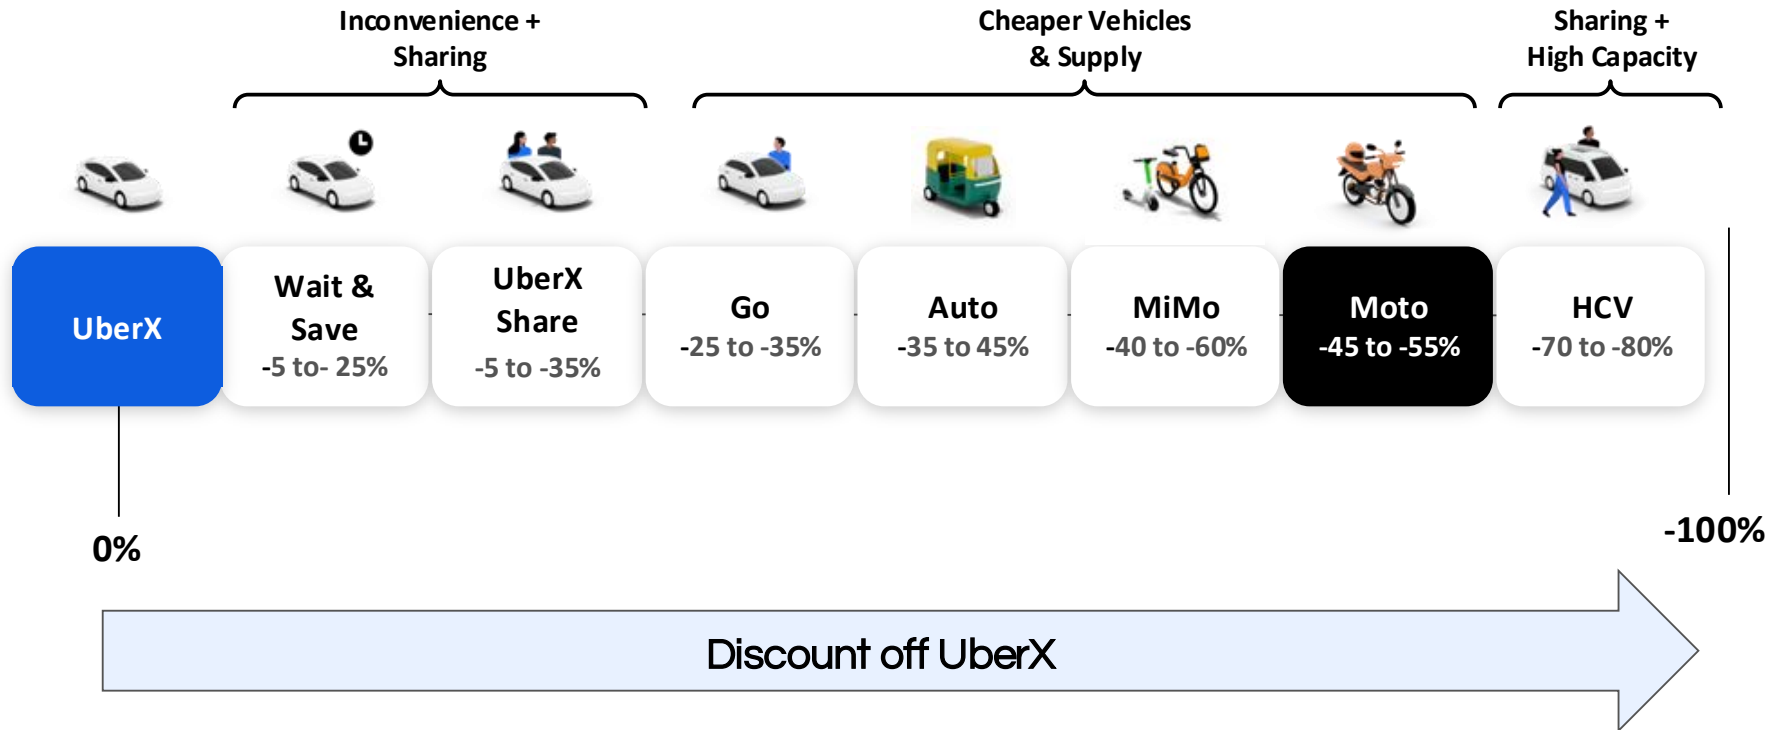 Inconvenience +
Sharing
Cheaper Vehicles
& Supply
Sharing +
High Capacity
UberX
Wait &
Save
-5 to- 25%
UberX
Share
-5 to -35%
Go
-25 to -35%
Auto
-35 to 45%
MiMo
-40 to -60%
Moto
-45 to -55%
HCV
-70 to -80%
0%
-100%
Discount off UberX